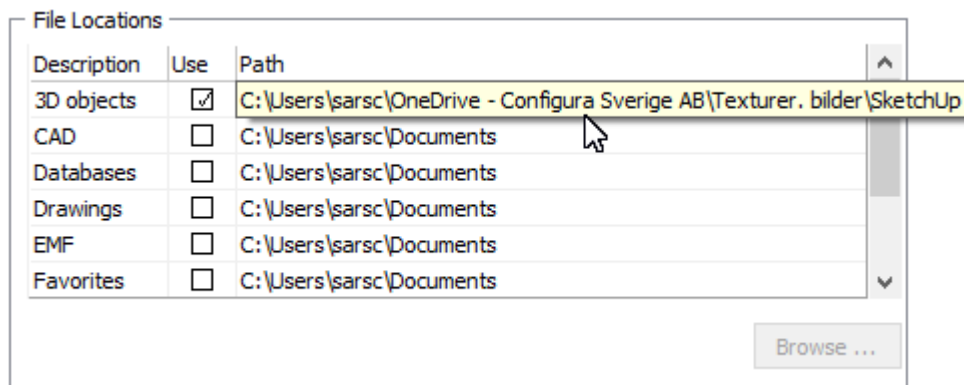 File Locations
Description Use Path
3D objects C:\Users\sarsc\OneDrive - Configura Sverige AB\Texturer. bilder\SketchUp
CAD C:\Users\sarsc\Documents
Databases C:\Users\sarsc\Documents
Drawings C:\Users\sarsc\Documents
EMF C:\Users\sarsc\Documents
Favorites C:\Users\sarsc\Documents
Browse ...